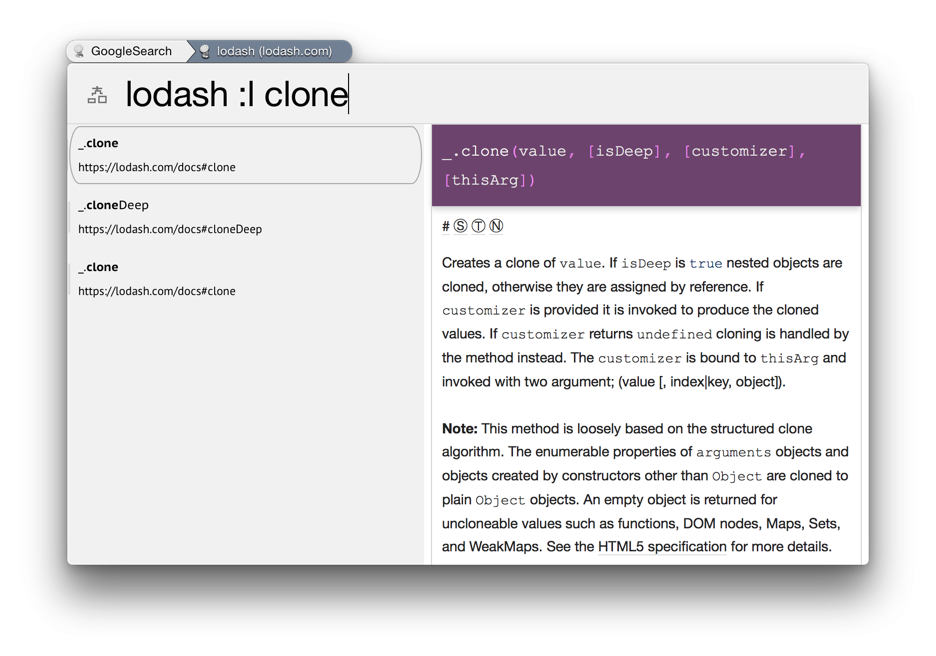 GoogleSearch
lodash (lodash.com)
lodash :l clone
_.clone
https://lodash/docs#clone
_.cloneDeep
https://lodash/docs#cloneDeep
_.clone
https://lodash/docs#clone
_.clone(value, [isDeep], [customizer],
[thisArg])
# Ⓢ Ⓣ Ⓝ
Creates a clone of value. If isDeep is true nested objects are
cloned, otherwise they are assigned by reference. If
customizer is provided it is invoked to produce the cloned
values. If customizer returns undefined cloning is handled by
the method instead. The customizer is bound to thisArg and
invoked with two argument; (value [, index|key, object]).
Note: This method is loosely based on the structured clone
algorithm. The enumerable properties of arguments objects and
objects created by constructors other than Object are cloned to
plain Object objects. An empty object is returned for
uncloneable values such as functions, DOM nodes, Maps, Sets,
and WeakMaps. See the HTML5 specification for more details.